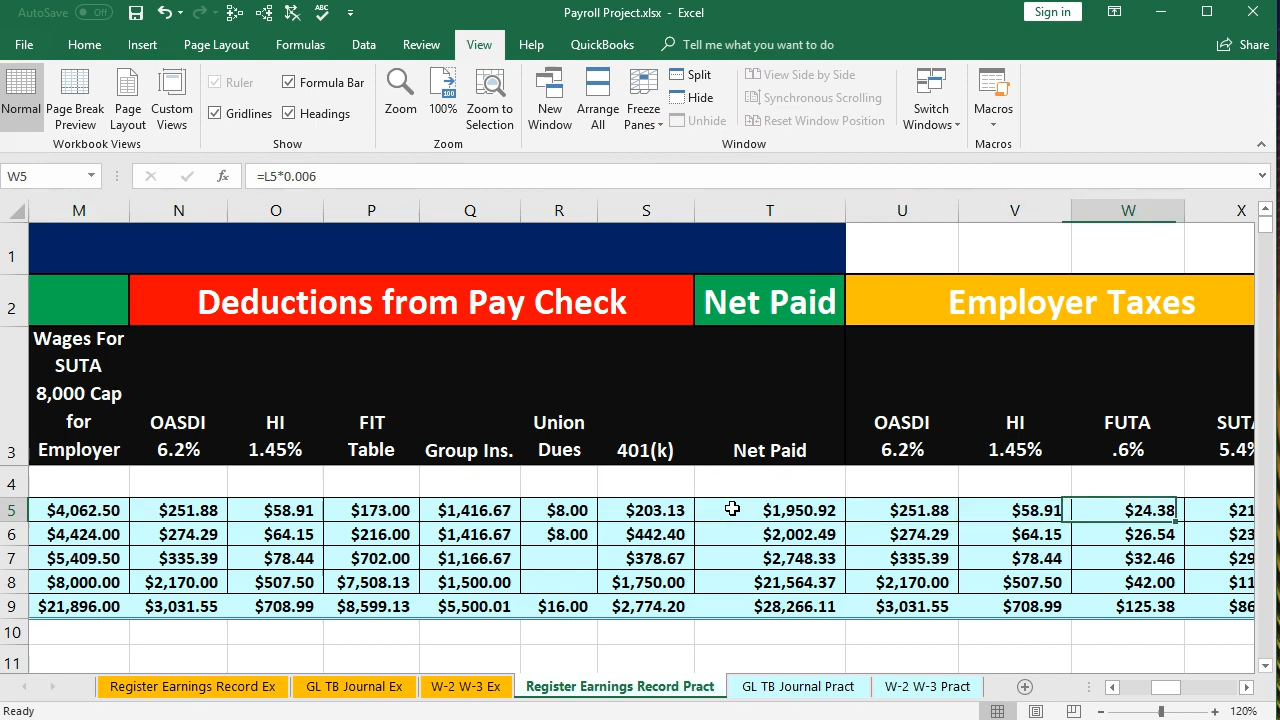 AutoSave Off Payroll Project.xlsx - Excel Sign in
File Home Insert Page Layout Formulas Data Review View Help QuickBooks Tell me what you want to do Share
Normal Page Break Preview Page Layout Custom Views
Ruler Formula Bar
Gridlines Headings
Zoom 100% Zoom to Selection
New Window Arrange All Freeze Panes
Split
Hide
Unhide
View Side by Side
Synchronous Scrolling
Reset Window Position
Switch Windows Macros
Workbook Views Show Zoom Window Macros
W5 fx =L5*0.006
M N O P Q R S T U V W X
1
2 Deductions from Pay Check Net Paid Employer Taxes
Wages For
SUTA
8,000 Cap
for OASDI HI FIT Union OASDI HI FUTA
3 Employer 6.2% 1.45% Table Group Ins. Dues 401(k) Net Paid 6.2% 1.45% .6% 5.4%
4
5 $4,062.50 $251.88 $58.91 $173.00 $1,416.67 $8.00 $203.13 $1,950.92 $251.88 $58.91 $24.38
6 $4,424.00 $274.29 $64.15 $216.00 $1,416.67 $8.00 $442.40 $2,002.49 $274.29 $64.15 $26.54
7 $5,409.50 $335.39 $78.44 $702.00 $1,166.67 $378.67 $2,748.33 $335.39 $78.44 $32.46
8 $8,000.00 $2,170.00 $507.50 $7,508.13 $1,500.00 $1,750.00 $21,564.37 $2,170.00 $507.50 $42.00
9 $21,896.00 $3,031.55 $708.99 $8,599.13 $5,500.01 $16.00 $2,774.20 $28,266.11 $3,031.55 $708.99 $125.38
10
11
Register Earnings Record Ex GL TB Journal Ex W-2 W-3 Ex Register Earnings Record Pract GL TB Journal Pract W-2 W-3 Pract
Ready 120%